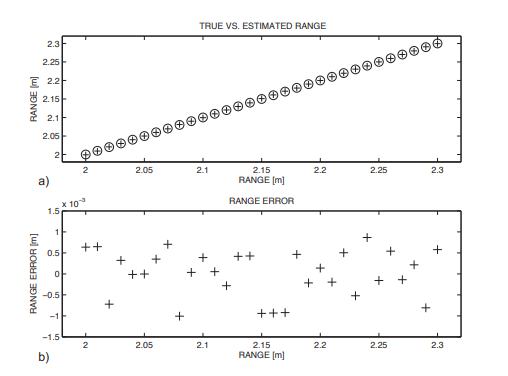 TRUE VS. ESTIMATED RANGE
2.3
2.25
2.2
2.15
2.1
2.05
2
RANGE [m]
2 2.05 2.1 2.15 2.2 2.25 2.3
RANGE [m]
a)
RANGE ERROR
x 10⁻³
1.5
1
0.5
0
−0.5
−1
−1.5
RANGE ERROR [m]
2 2.05 2.1 2.15 2.2 2.25 2.3
RANGE [m]
b)